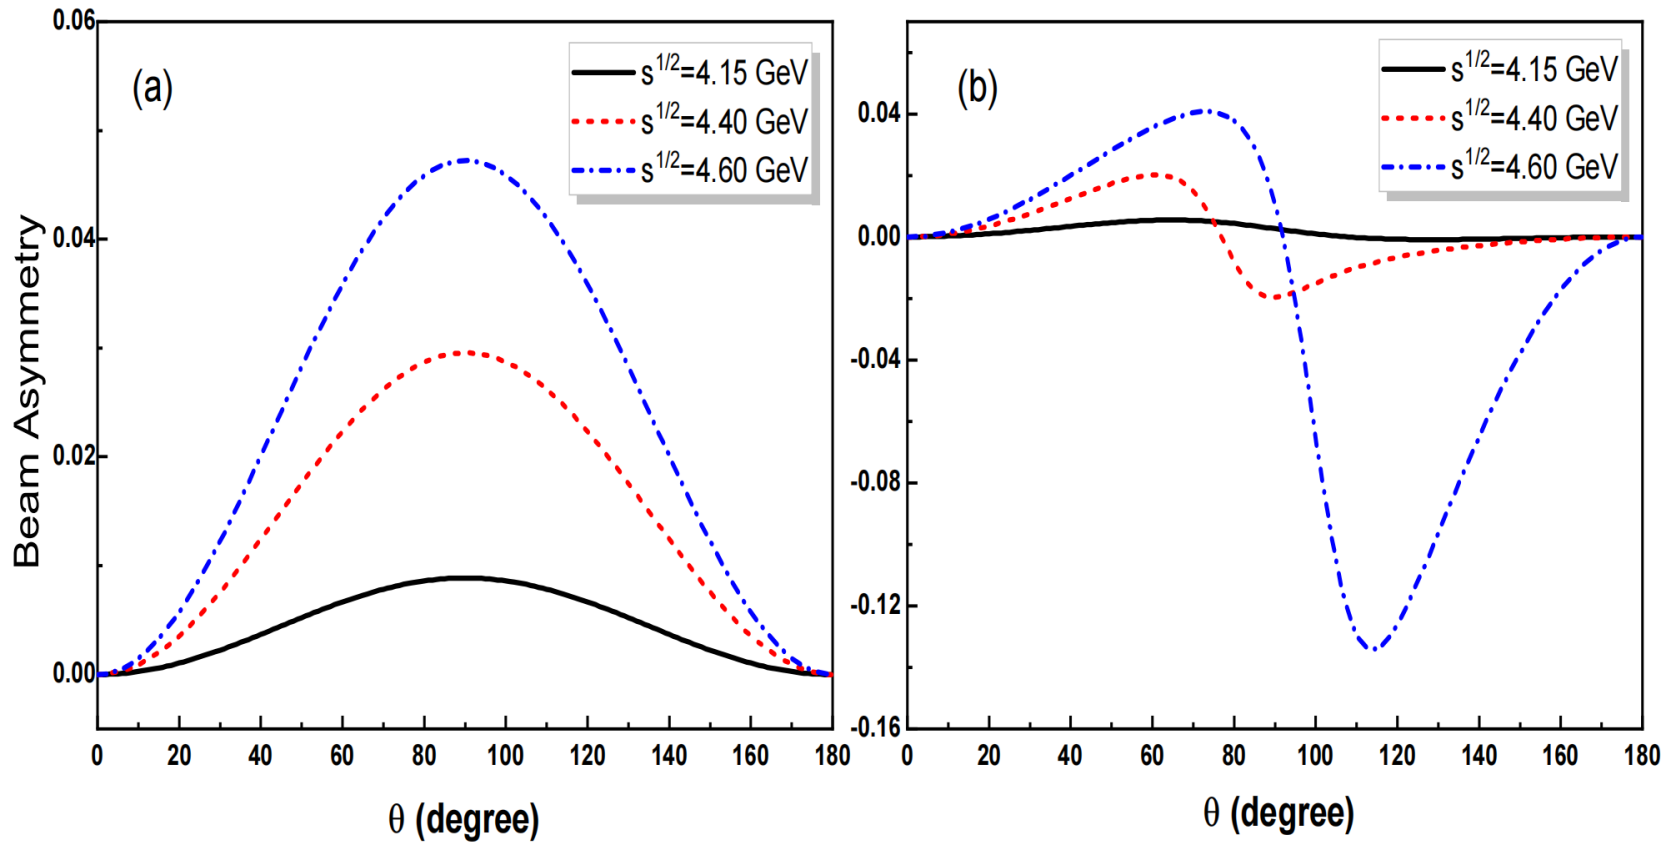 Beam Asymmetry
(a)
s^1/2=4.15 GeV
s^1/2=4.40 GeV
s^1/2=4.60 GeV
0.06
0.04
0.02
0.00
0 20 40 60 80 100 120 140 160 180
θ (degree)
(b)
s^1/2=4.15 GeV
s^1/2=4.40 GeV
s^1/2=4.60 GeV
0.04
0.00
-0.04
-0.08
-0.12
-0.16
0 20 40 60 80 100 120 140 160 180
θ (degree)